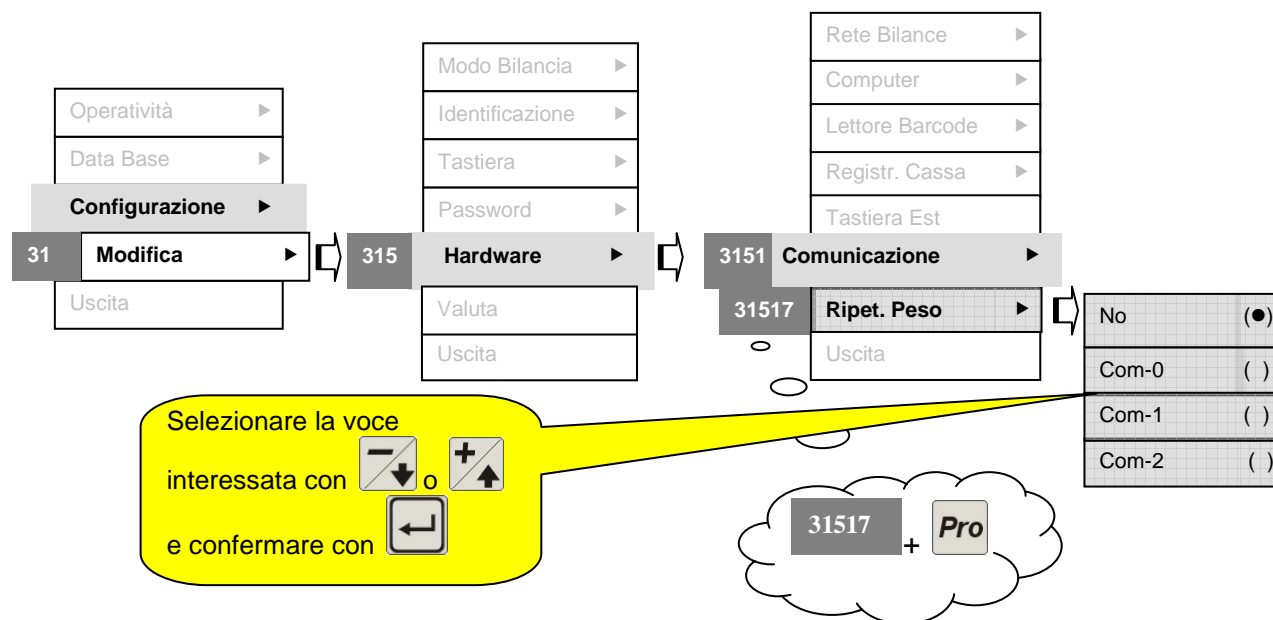 Operatività
Data Base
Configurazione
31 Modifica
Uscita
Modo Bilancia
Identificazione
Tastiera
Password
315 Hardware
Valuta
Uscita
Rete Bilance
Computer
Lettore Barcode
Registr. Cassa
Tastiera Est
3151 Comunicazione
31517 Ripet. Peso
Uscita
No (●)
Com-0 ( )
Com-1 ( )
Com-2 ( )
Selezionare la voce
interessata con o
e confermare con
31517 + Pro